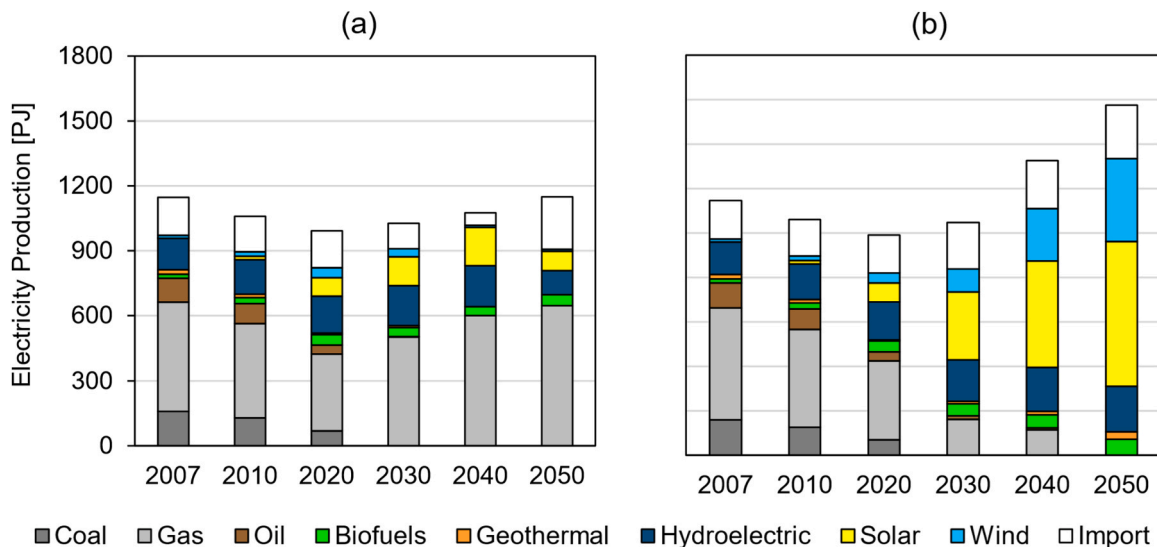 (a) (b)
Electricity Production [PJ]
1800
1500
1200
900
600
300
0
2007 2010 2020 2030 2040 2050 2007 2010 2020 2030 2040 2050
Coal Gas Oil Biofuels Geothermal Hydroelectric Solar Wind Import